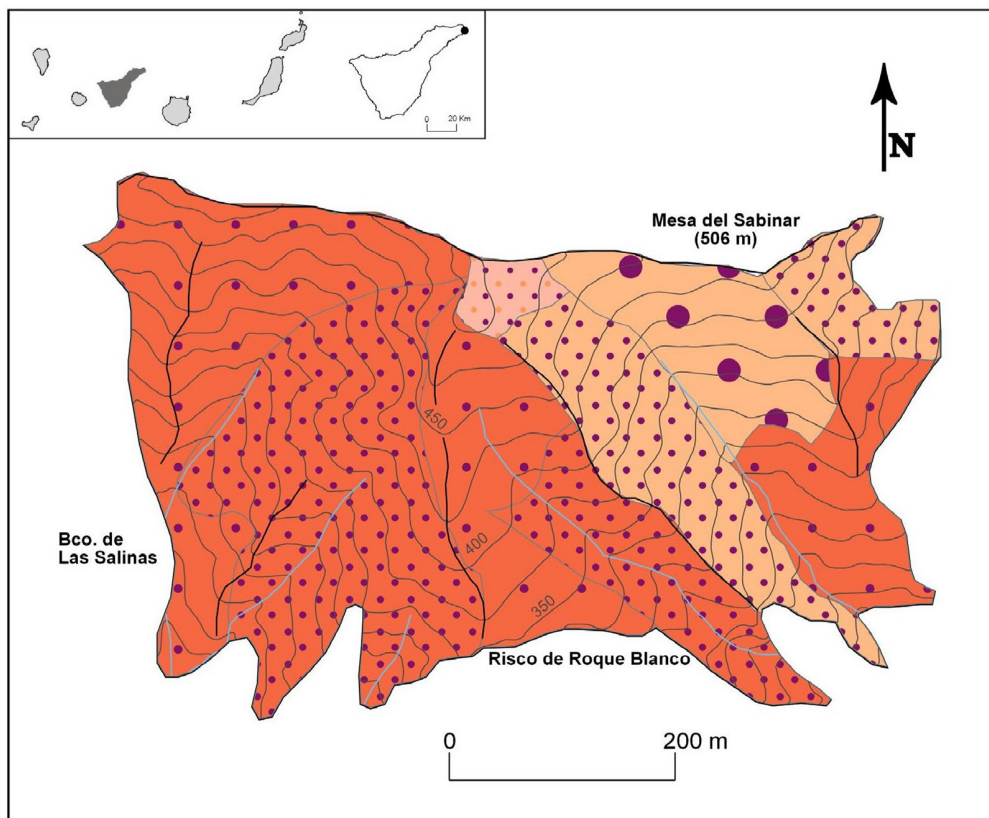 0 20 Km
N
Mesa del Sabinar
(506 m)
450
Bco. de
Las Salinas
400
350
Risco de Roque Blanco
0 200 m